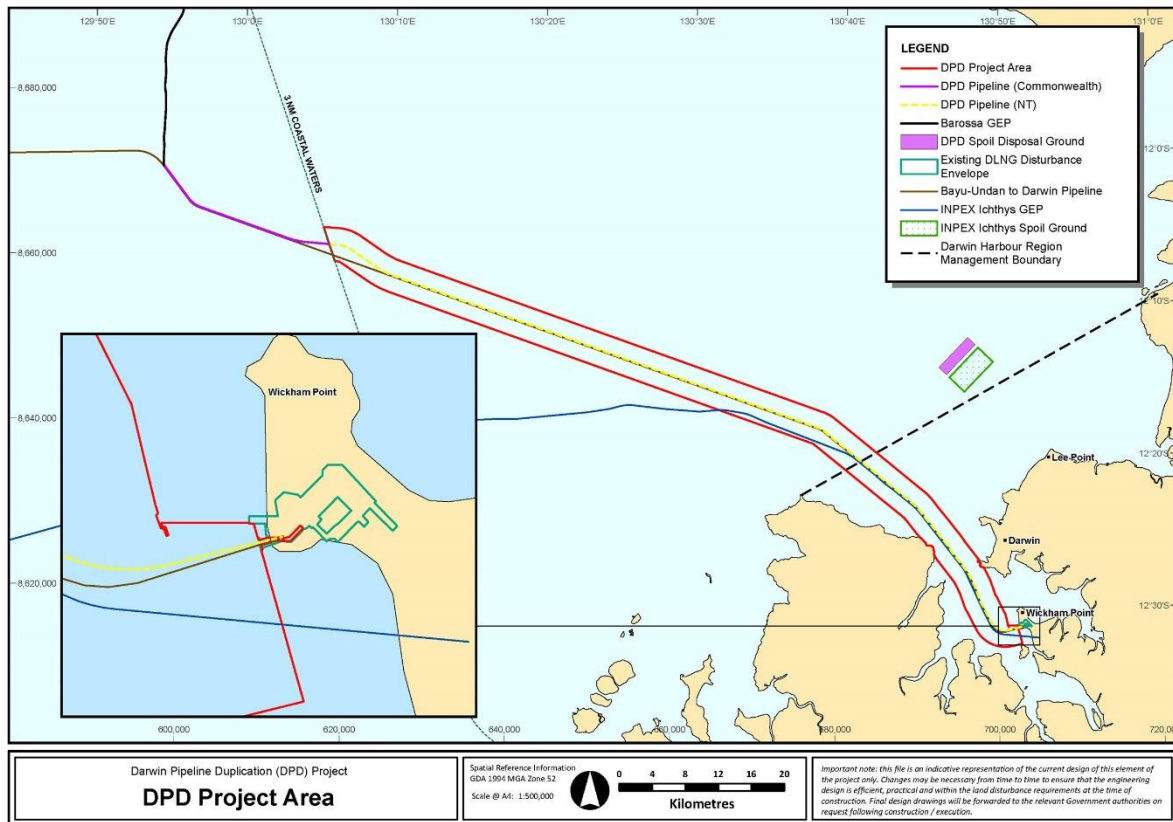 129°50'E 130°0'E 130°10'E 130°20'E 130°30'E 130°40'E 130°50'E 131°0'E
8,680,000
8,660,000
8,640,000
8,620,000
12°0'S
12°10'S
12°20'S
12°30'S
3 NM COASTAL WATERS
LEGEND
DPD Project Area
DPD Pipeline (Commonwealth)
DPD Pipeline (NT)
Barossa GEP
DPD Spoil Disposal Ground
Existing DLNG Disturbance
Envelope
Bayu-Undan to Darwin Pipeline
INPEX Ichthys GEP
INPEX Ichthys Spoil Ground
Darwin Harbour Region
Management Boundary
Wickham Point
Lee Point
Darwin
Wickham Point
600,000 620,000 640,000 660,000 680,000 700,000 720,000
Darwin Pipeline Duplication (DPD) Project
DPD Project Area
Spatial Reference Information
GDA 1994 MGA Zone 52
Scale @ A4: 1:500,000
0 4 8 12 16 20
Kilometres
Important note: this file is an indicative representation of the current design of this element of
the project only. Changes may be necessary from time to time to ensure that the engineering
design is efficient, practical and within the land disturbance requirements at the time of
construction. Final design drawings will be forwarded to the relevant Government authorities on
request following construction / execution.